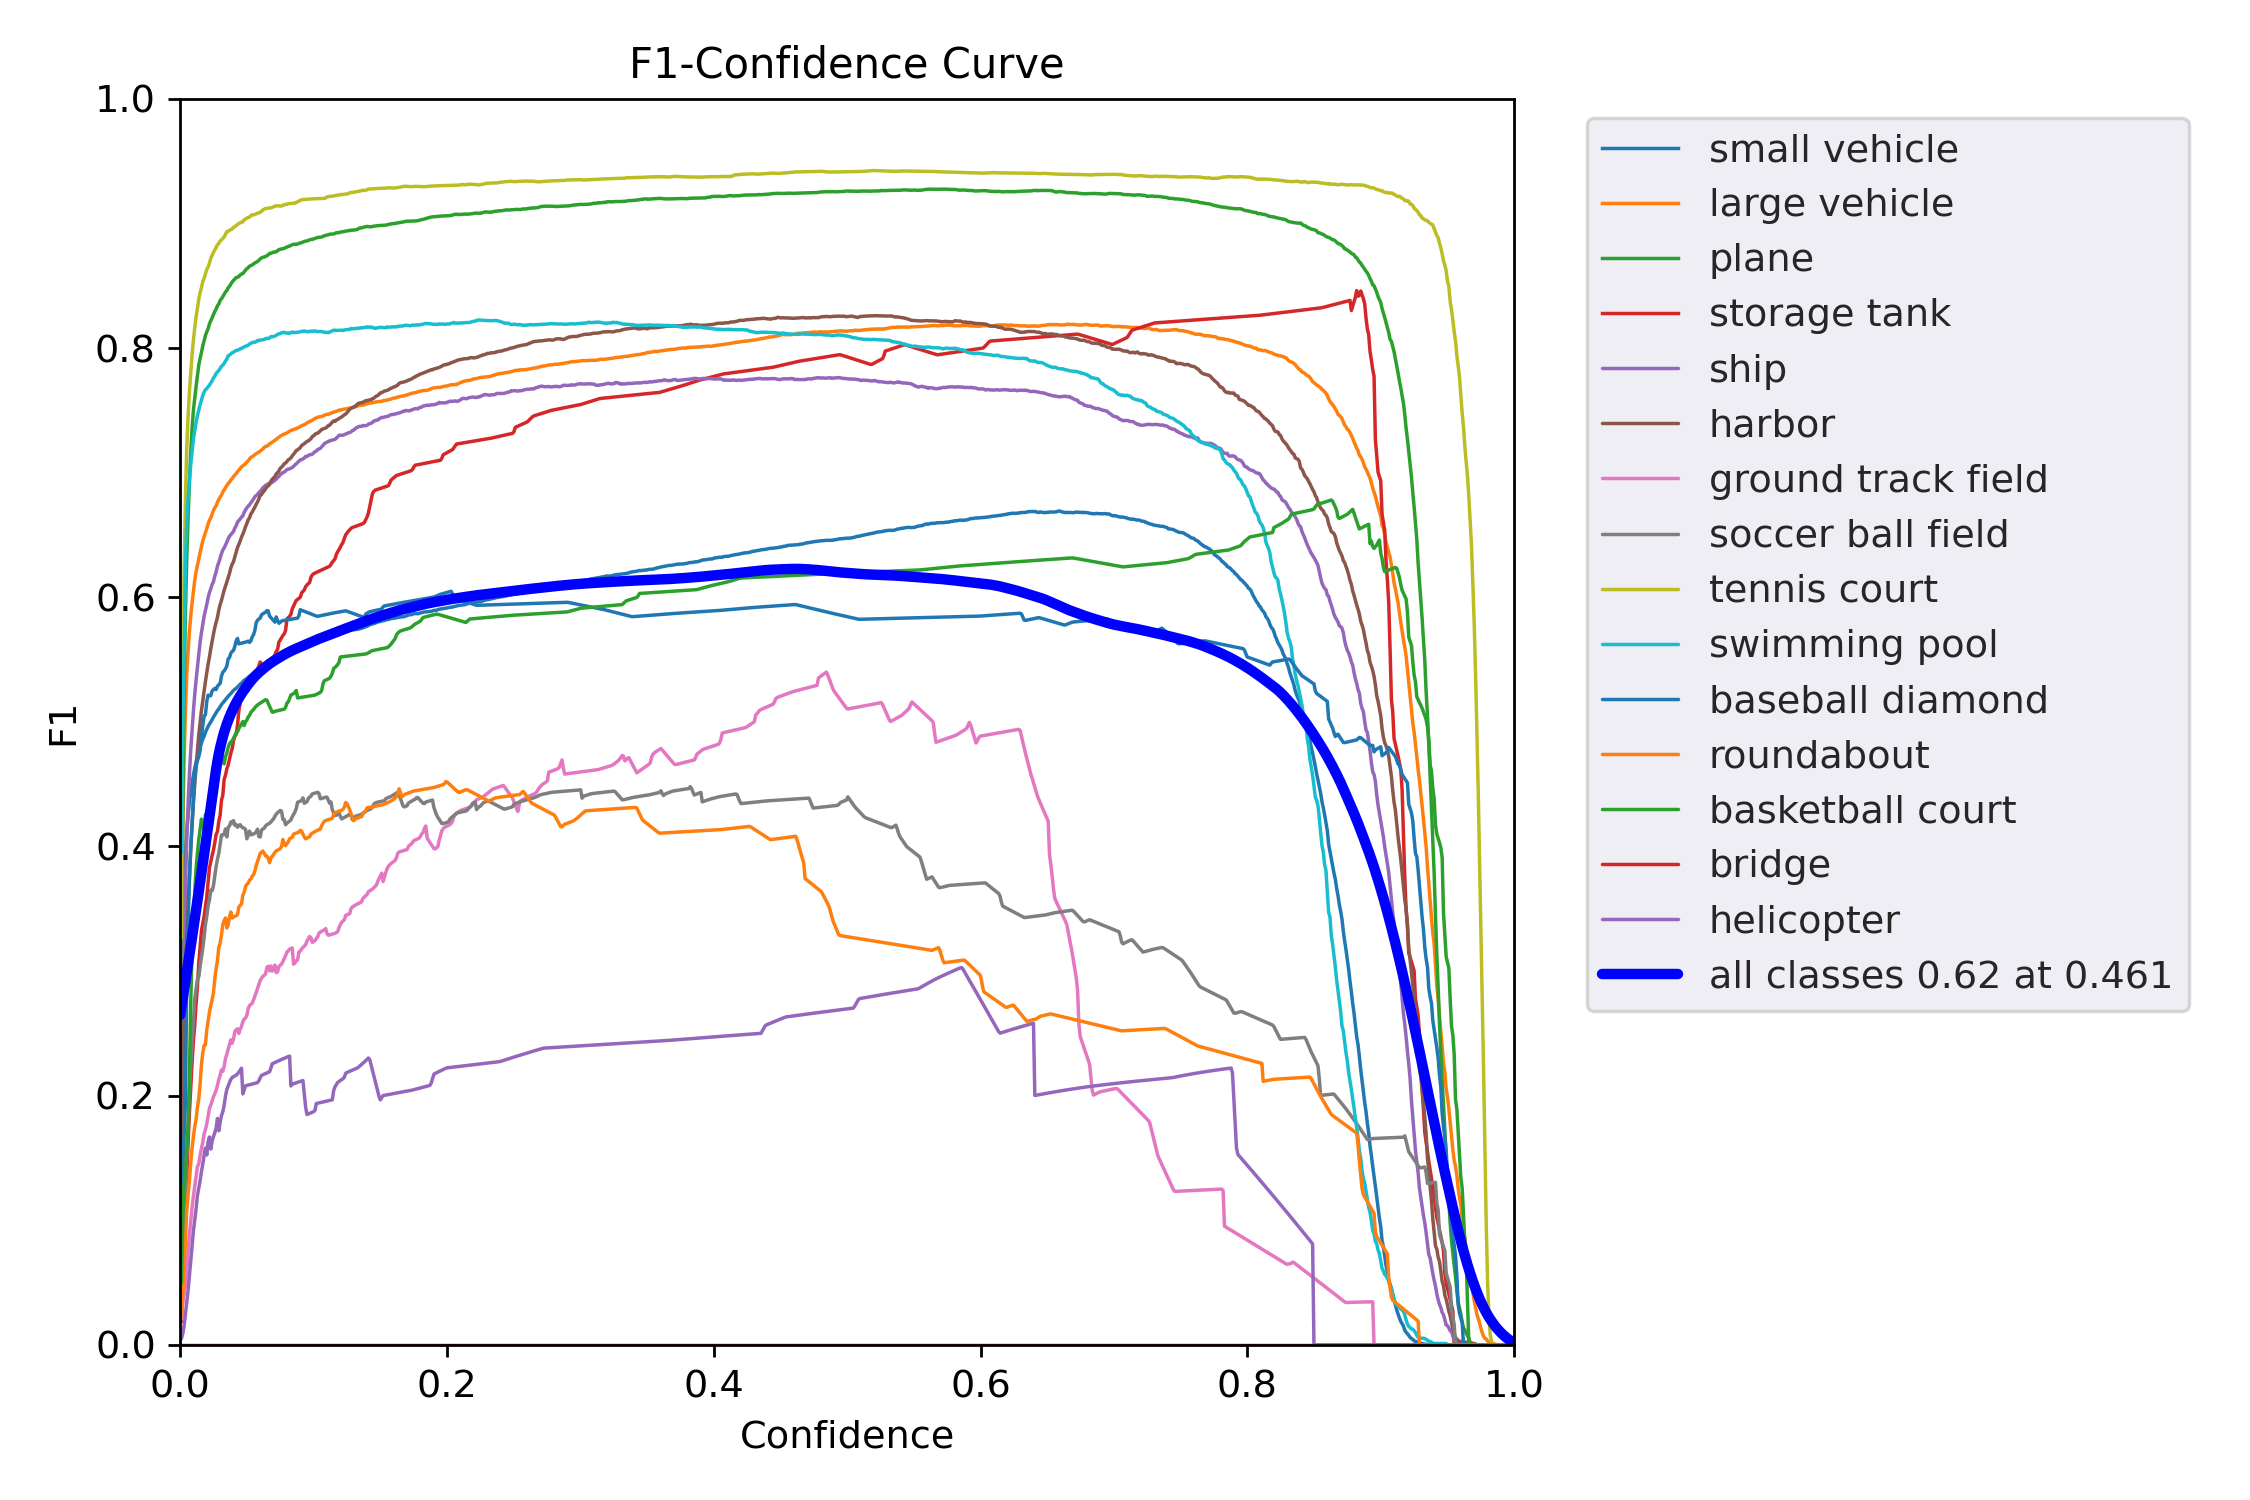 F1-Confidence Curve
1.0
0.8
0.6
0.4
0.2
0.0
F1
0.0 0.2 0.4 0.6 0.8 1.0
Confidence
small vehicle
large vehicle
plane
storage tank
ship
harbor
ground track field
soccer ball field
tennis court
swimming pool
baseball diamond
roundabout
basketball court
bridge
helicopter
all classes 0.62 at 0.461